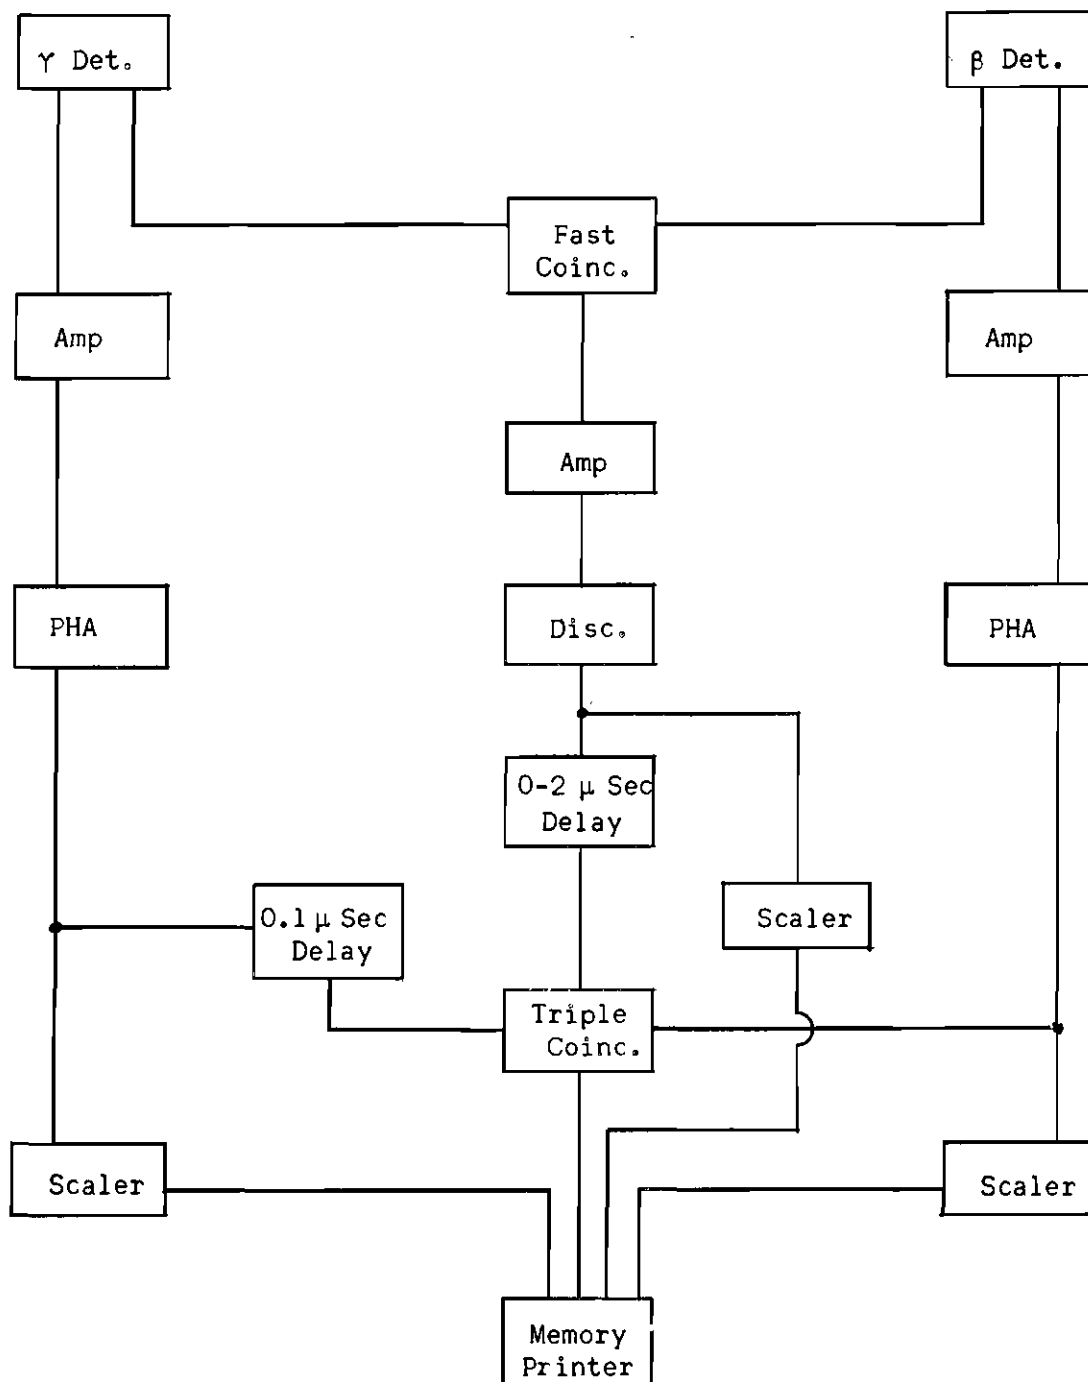 γ Det.
β Det.
Fast
Coinc.
Amp
Amp
Amp
PHA
Disc.
PHA
0-2 μ Sec
Delay
0.1 μ Sec
Delay
Scaler
Triple
Coinc.
Scaler
Scaler
Memory
Printer